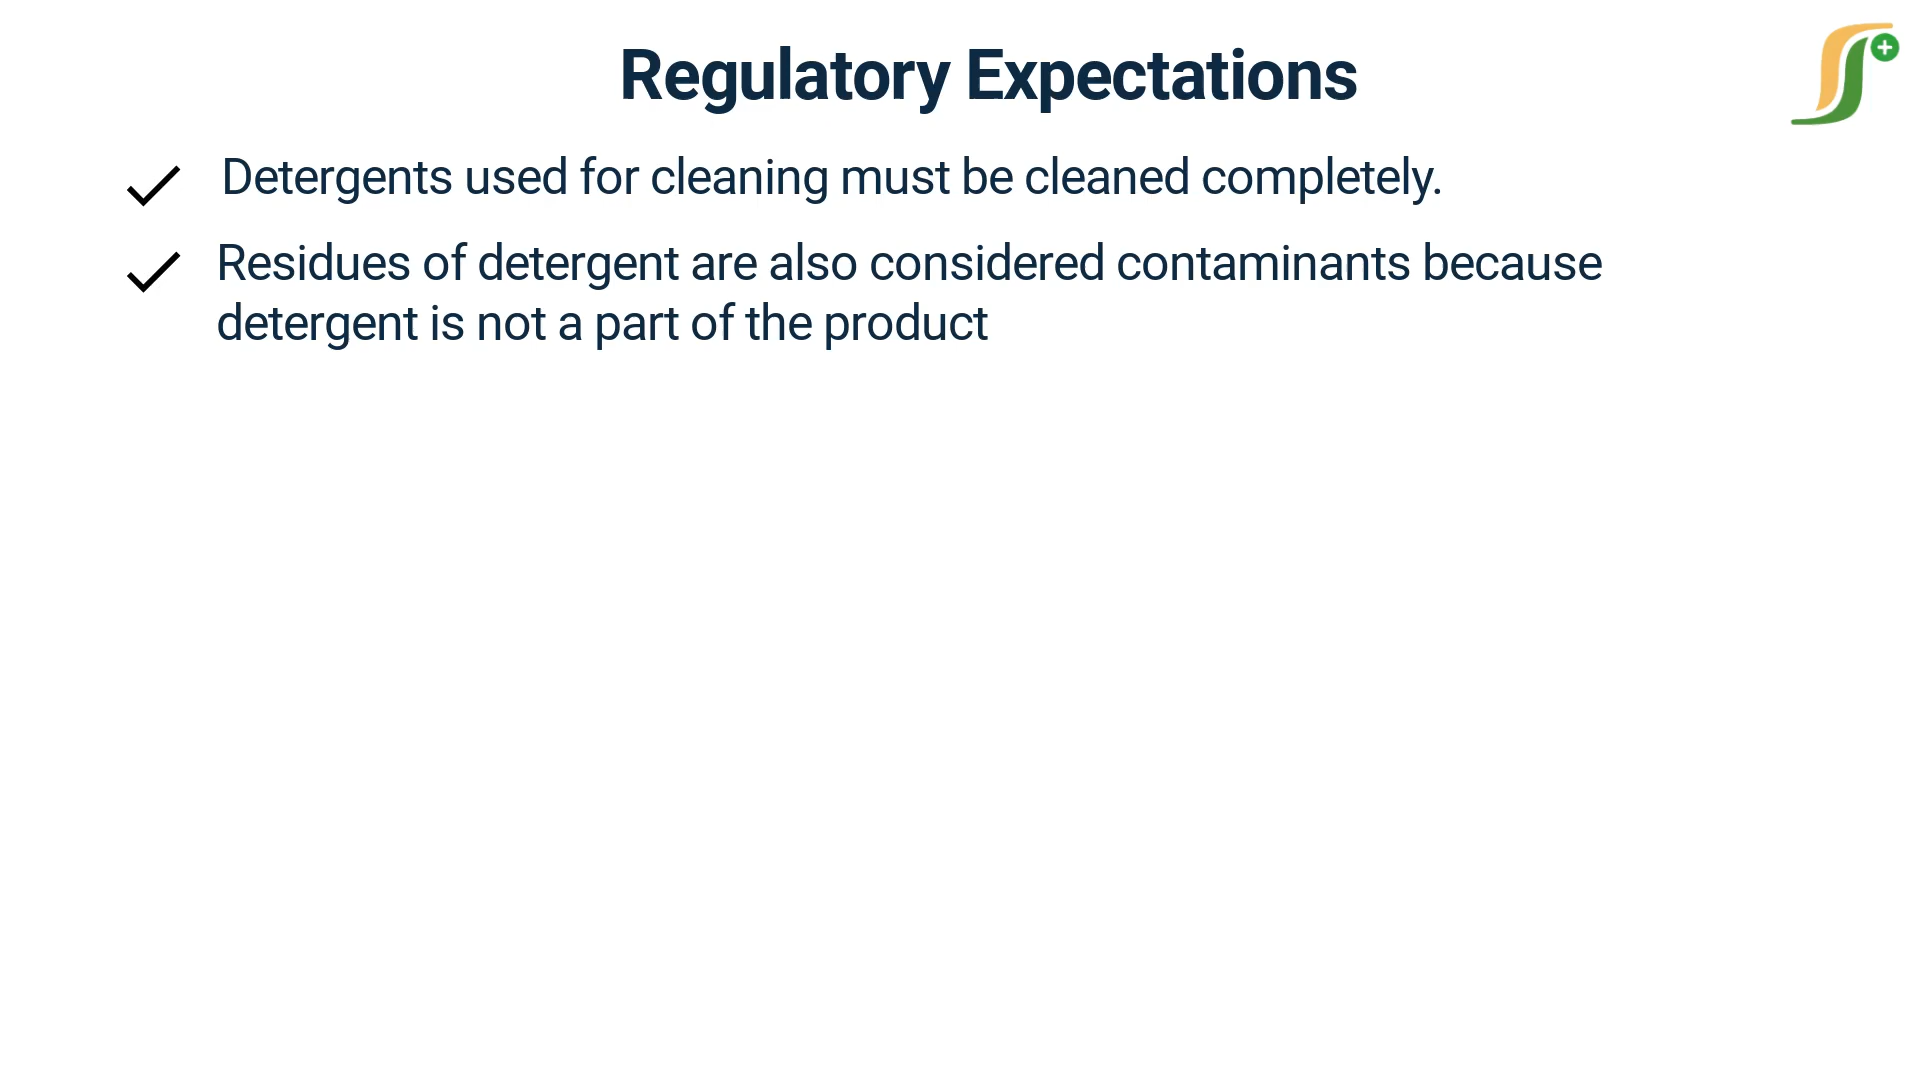 Regulatory Expectations
Detergents used for cleaning must be cleaned completely.
Residues of detergent are also considered contaminants because
detergent is not a part of the product